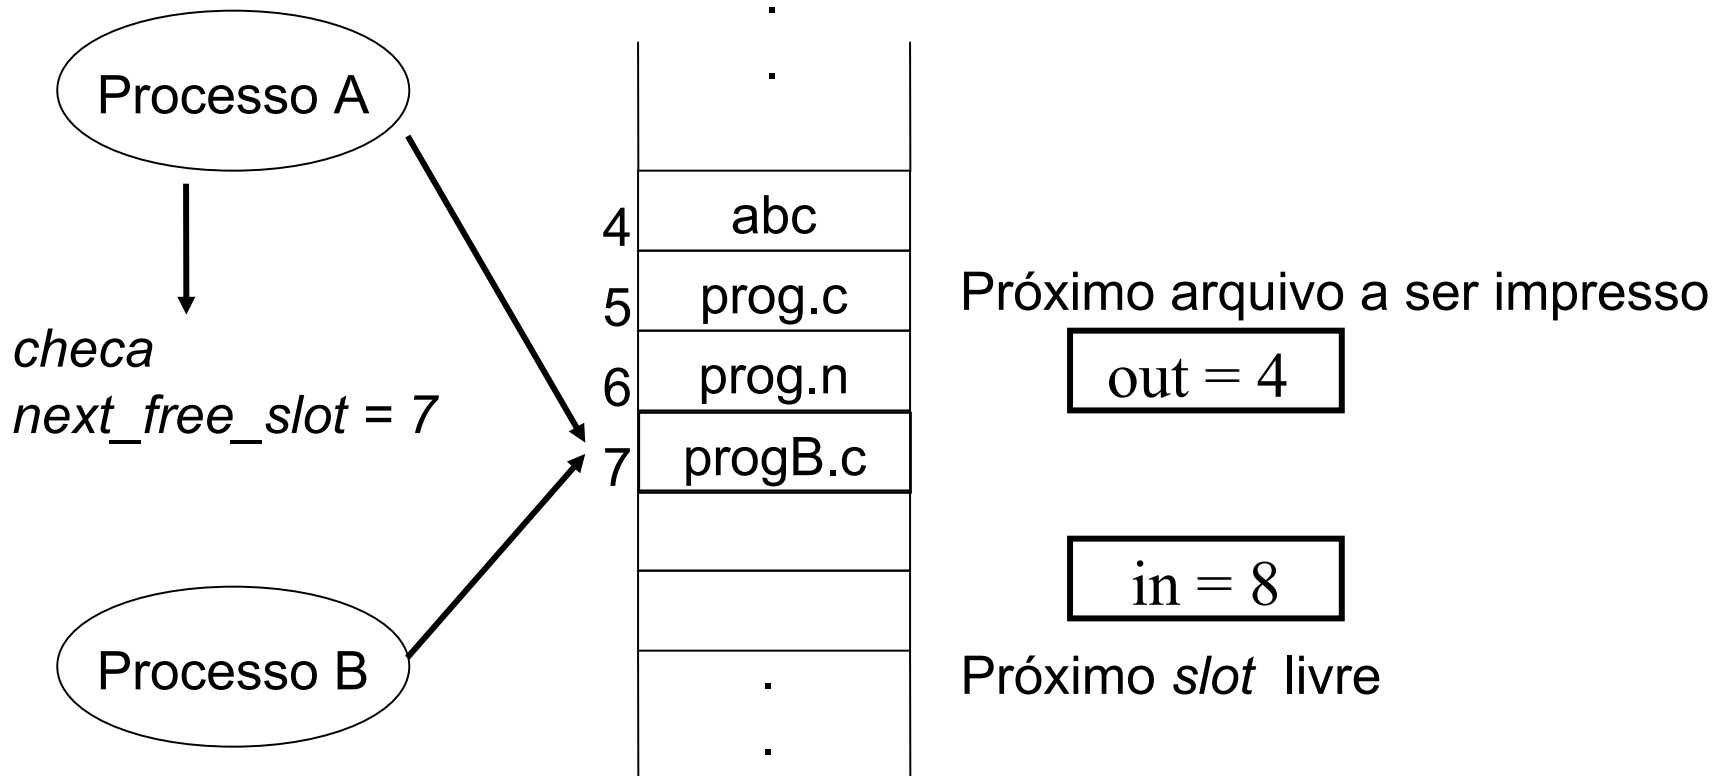 Processo A
checa
next_free_slot = 7
Processo B
4 abc
5 prog.c
6 prog.n
7 progB.c
Próximo arquivo a ser impresso
out = 4
in = 8
Próximo slot livre